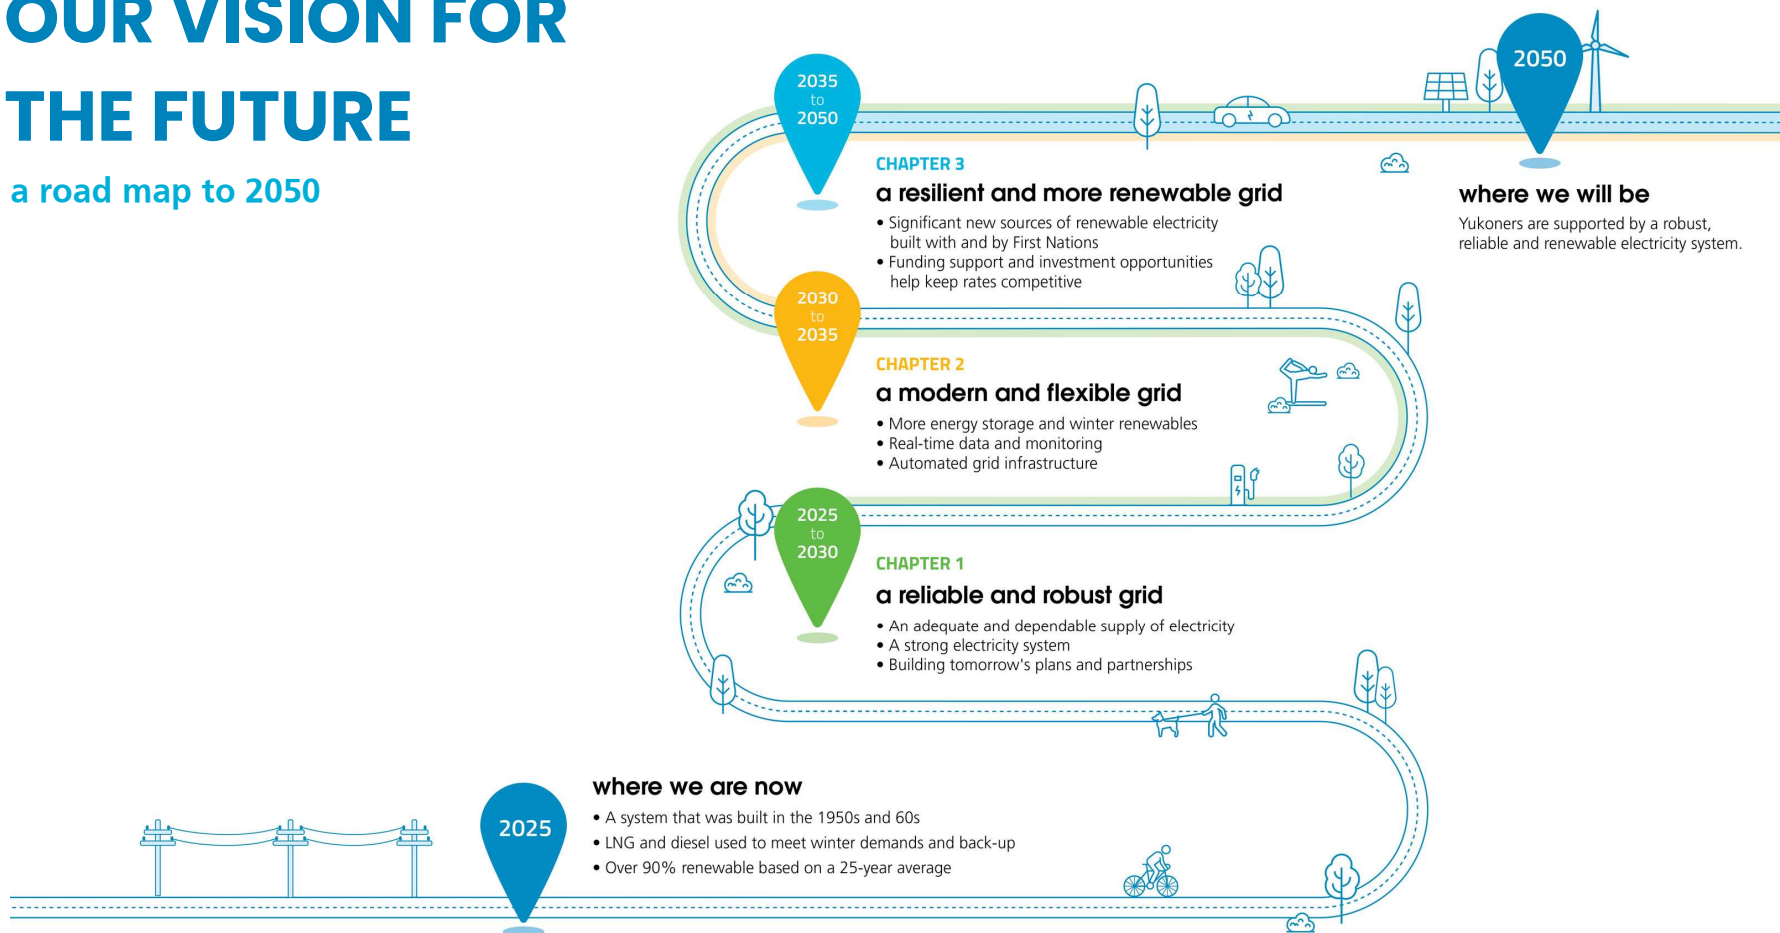 OUR VISION FOR
THE FUTURE
a road map to 2050
2035
to
2050
CHAPTER 3
a resilient and more renewable grid
• Significant new sources of renewable electricity
built with and by First Nations
• Funding support and investment opportunities
help keep rates competitive
2050
where we will be
Yukoners are supported by a robust,
reliable and renewable electricity system.
2030
to
2035
CHAPTER 2
a modern and flexible grid
• More energy storage and winter renewables
• Real-time data and monitoring
• Automated grid infrastructure
2025
to
2030
CHAPTER 1
a reliable and robust grid
• An adequate and dependable supply of electricity
• A strong electricity system
• Building tomorrow's plans and partnerships
2025
where we are now
• A system that was built in the 1950s and 60s
• LNG and diesel used to meet winter demands and back-up
• Over 90% renewable based on a 25-year average